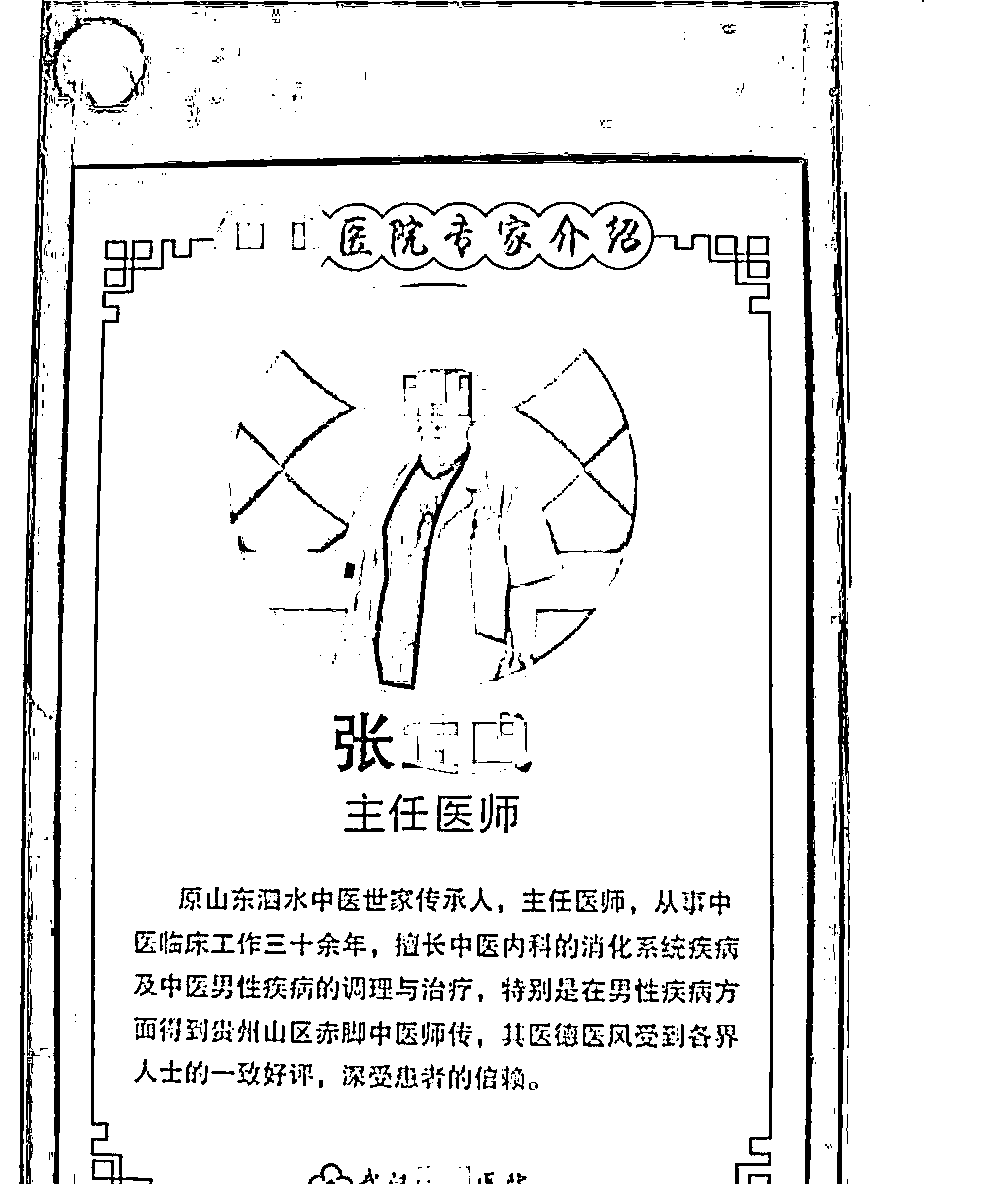 医院专家介绍
张
主任医师
原山东泗水中医世家传承人，主任医师，从事中
医临床工作三十余年，擅长中医内科的消化系统疾病
及中医男性疾病的调理与治疗，特别是在男性疾病方
面得到贵州山区赤脚中医师传，其医德医风受到各界
人士的一致好评，深受患者的信赖。